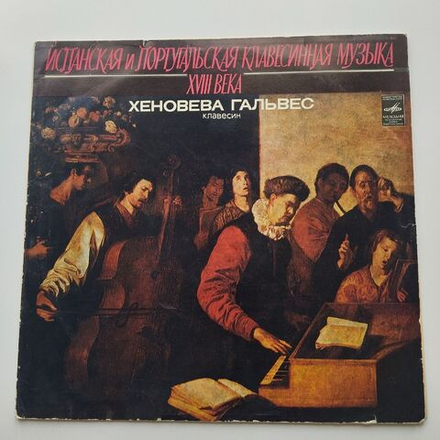 ИСПАНСКАЯ и ПОРТУГАЛЬСКАЯ КЛАВЕСИННАЯ МУЗЫКА
XVIII ВЕКА
ХЕНОВЕВА ГАЛЬВЕС
клавесин
МЕЛОДИЯ